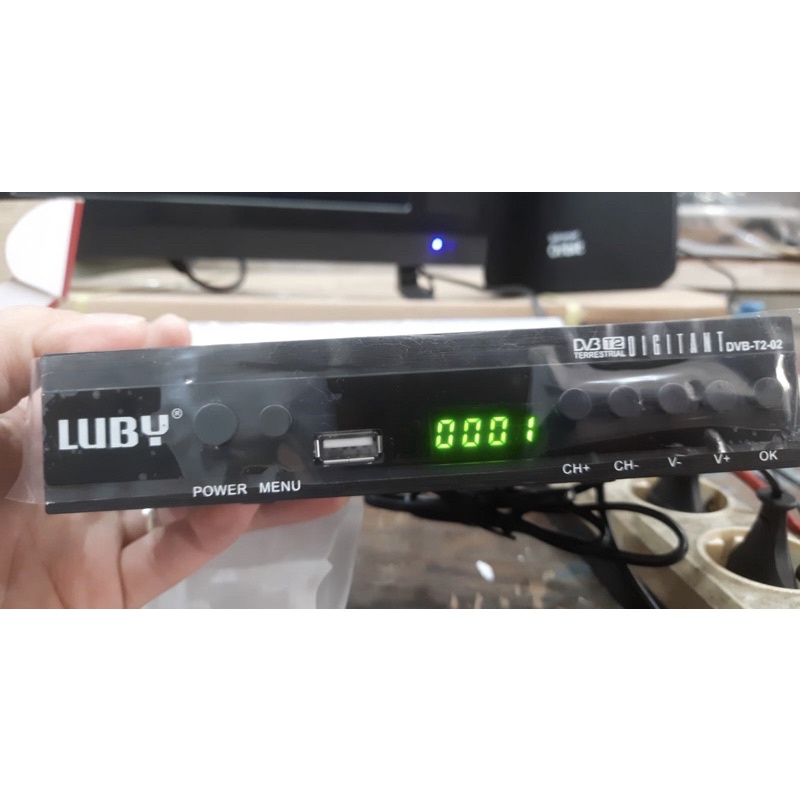 DVB T2 DIGITANT DVB-T2-02
TERRESTRIAL
LUBY®
0001
POWER MENU
CH+ CH- V- V+ OK